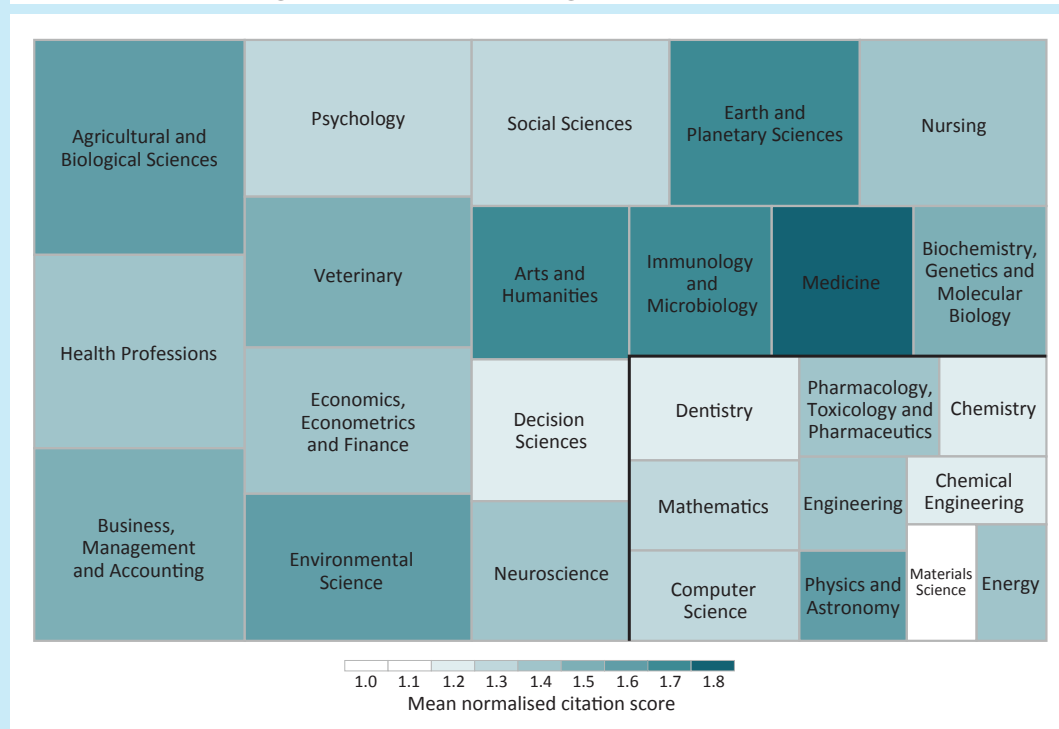 Agricultural and
Biological Sciences
Psychology
Social Sciences
Earth and
Planetary Sciences
Nursing
Veterinary
Arts and
Humanities
Immunology
and
Microbiology
Medicine
Biochemistry,
Genetics and
Molecular
Biology
Health Professions
Economics,
Econometrics
and Finance
Decision
Sciences
Dentistry
Pharmacology,
Toxicology and
Pharmaceutics
Chemistry
Mathematics
Engineering
Chemical
Engineering
Business,
Management
and Accounting
Environmental
Science
Neuroscience
Computer
Science
Physics and
Astronomy
Materials
Science
Energy
1.0 1.1 1.2 1.3 1.4 1.5 1.6 1.7 1.8
Mean normalised citation score